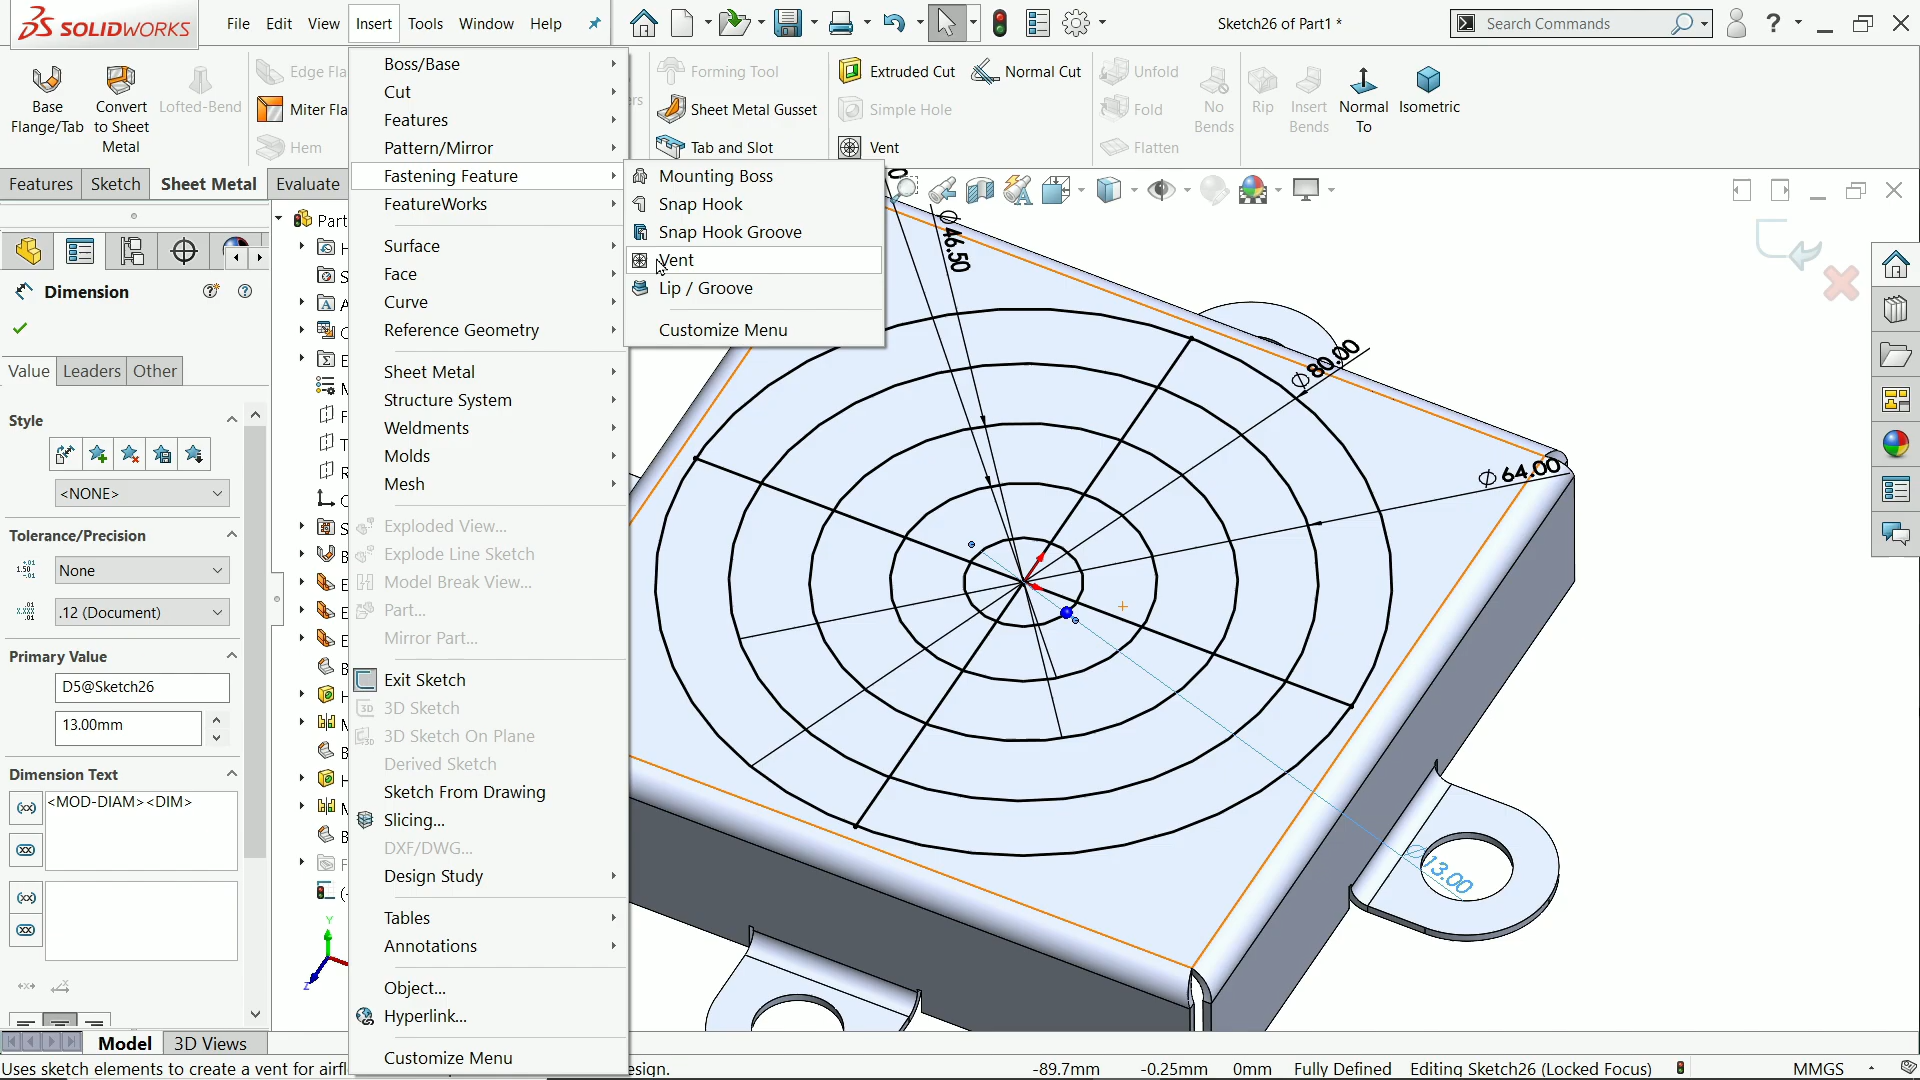 SOLIDWORKS
File Edit View Insert Tools Window Help
Sketch26 of Part1 *
Search Commands
Base Flange/Tab
Convert to Sheet Metal
Lofted-Bend
Edge Fla
Miter Fla
Hem
Forming Tool
Sheet Metal Gusset
Tab and Slot
Extruded Cut
Simple Hole
Vent
Normal Cut
Unfold
Fold
Flatten
No Bends
Rip
Insert Bends
Normal To
Isometric
Features Sketch Sheet Metal Evaluate
Boss/Base
Cut
Features
Pattern/Mirror
Fastening Feature
FeatureWorks
Surface
Face
Curve
Reference Geometry
Sheet Metal
Structure System
Weldments
Molds
Mesh
Exploded View...
Explode Line Sketch
Model Break View...
Part...
Mirror Part...
Exit Sketch
3D Sketch
3D Sketch On Plane
Derived Sketch
Sketch From Drawing
Slicing...
DXF/DWG...
Design Study
Tables
Annotations
Object...
Hyperlink...
Customize Menu
Mounting Boss
Snap Hook
Snap Hook Groove
Vent
Lip / Groove
Customize Menu
Dimension
Value Leaders Other
Style
<NONE>
Tolerance/Precision
None
.12 (Document)
Primary Value
D5@Sketch26
13.00mm
Dimension Text
<MOD-DIAM><DIM>
Part
Ø46.50
Ø80.00
Ø64.00
Ø13.00
Y
Z
Model 3D Views
Uses sketch elements to create a vent for airfl
esign.
-89.7mm -0.25mm 0mm Fully Defined Editing Sketch26 (Locked Focus) MMGS